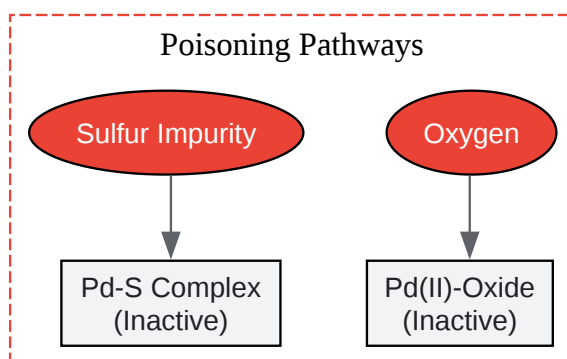 Poisoning Pathways
Sulfur Impurity
Oxygen
Pd-S Complex
(Inactive)
Pd(II)-Oxide
(Inactive)